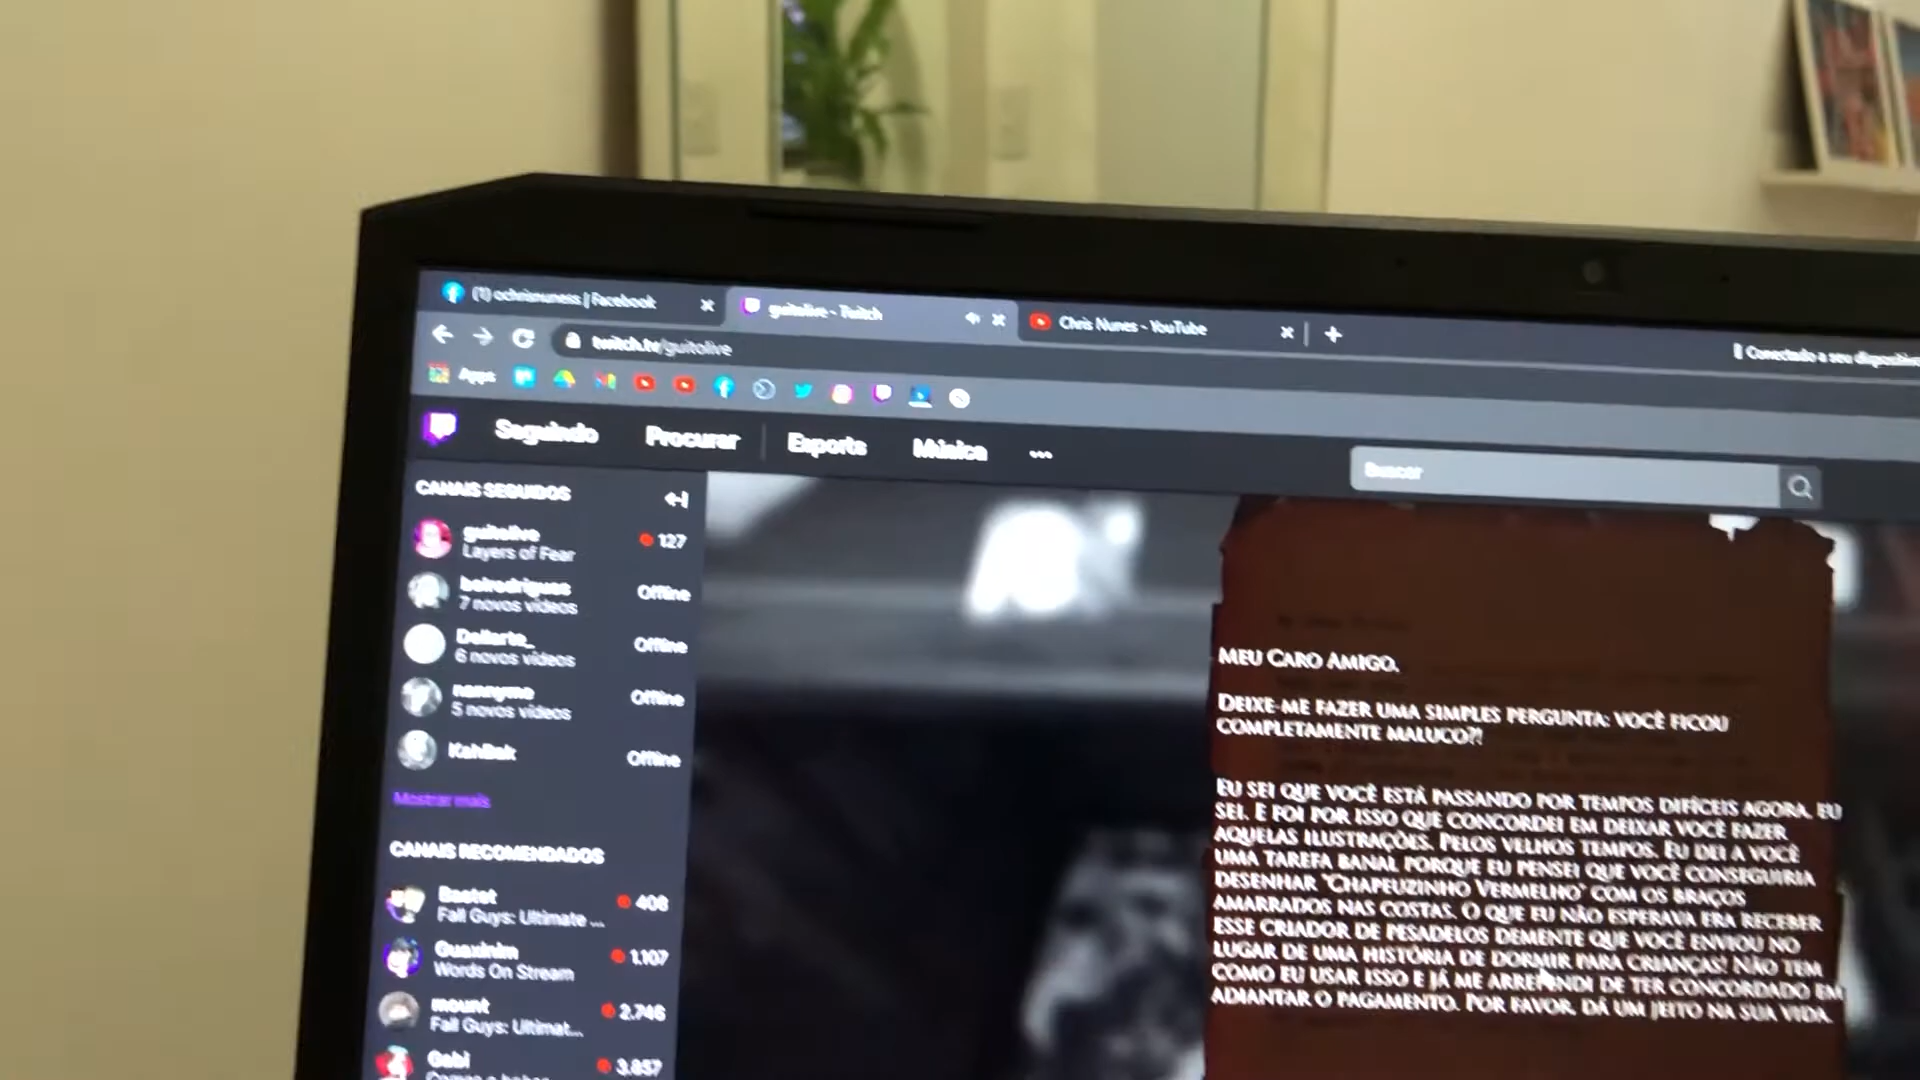 (1) ochrisnuness | Facebook
guitolive - Twitch
Chris Nunes - YouTube
twitch.tv/guitolive
Conectado a seu
Apps
Seguindo
Procurar
Esports
Música
Buscar
CANAIS SEGUIDOS
guitolive
127
Layers of Fear
Offline
7 novos vídeos
Offline
6 novos vídeos
Offline
5 novos vídeos
Offline
Mostrar mais
CANAIS RECOMENDADOS
Bastet
408
Fall Guys: Ultimate ...
Guaxinim
1.107
Words On Stream
mount
2.746
Fall Guys: Ultimat...
Gabi
3.857
MEU CARO AMIGO,
DEIXE-ME FAZER UMA SIMPLES PERGUNTA: VOCÊ FICOU
COMPLETAMENTE MALUCO?!
EU SEI QUE VOCÊ ESTÁ PASSANDO POR TEMPOS DIFÍCEIS AGORA. EU
SEI. E FOI POR ISSO QUE CONCORDEI EM DEIXAR VOCÊ FAZER
AQUELAS ILUSTRAÇÕES. PELOS VELHOS TEMPOS. EU DEI A VOCÊ
UMA TAREFA BANAL PORQUE EU PENSEI QUE VOCÊ CONSEGUIRIA
DESENHAR "CHAPEUZINHO VERMELHO" COM OS BRAÇOS
AMARRADOS NAS COSTAS. O QUE EU NÃO ESPERAVA ERA RECEBER
ESSE CRIADOR DE PESADELOS DEMENTE QUE VOCÊ ENVIOU NO
LUGAR DE UMA HISTÓRIA DE DORMIR PARA CRIANÇAS! NÃO TEM
COMO EU USAR ISSO E JÁ ME ARREPENDI DE TER CONCORDADO EM
ADIANTAR O PAGAMENTO. POR FAVOR, DÁ UM JEITO NA SUA VIDA.